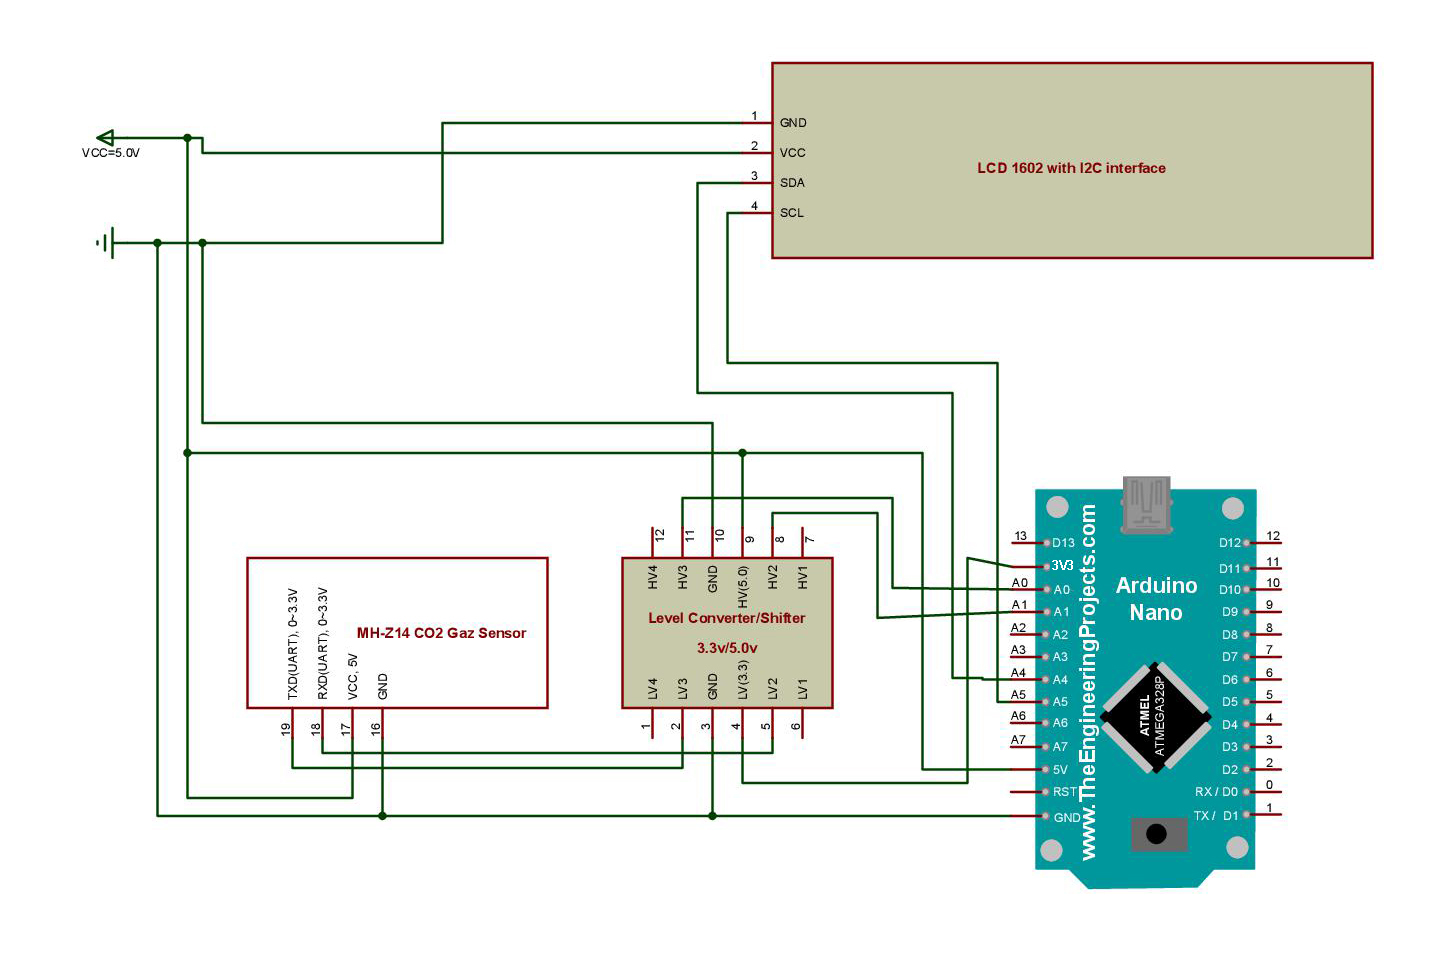 VCC=5.0V
1 GND
2 VCC
3 SDA
4 SCL
LCD 1602 with I2C interface
MH-Z14 CO2 Gaz Sensor
TXD(UART), 0~3.3V
RXD(UART), 0~3.3V
VCC, 5V
GND
19
18
17
16
12
11
10
9
8
7
HV4
HV3
GND
HV(5.0)
HV2
HV1
Level Converter/Shifter
3.3v/5.0v
LV4
LV3
GND
LV(3.3)
LV2
LV1
1
2
3
4
5
6
13 D13
3V3
A0 A0
A1 A1
A2 A2
A3 A3
A4 A4
A5 A5
A6 A6
A7 A7
5V
RST
GND
www.TheEngineeringProjects.com
Arduino
Nano
ATMEL
ATMEGA328P
D12 12
D11 11
D10 10
D9 9
D8 8
D7 7
D6 6
D5 5
D4 4
D3 3
D2 2
RX / D0 0
TX / D1 1